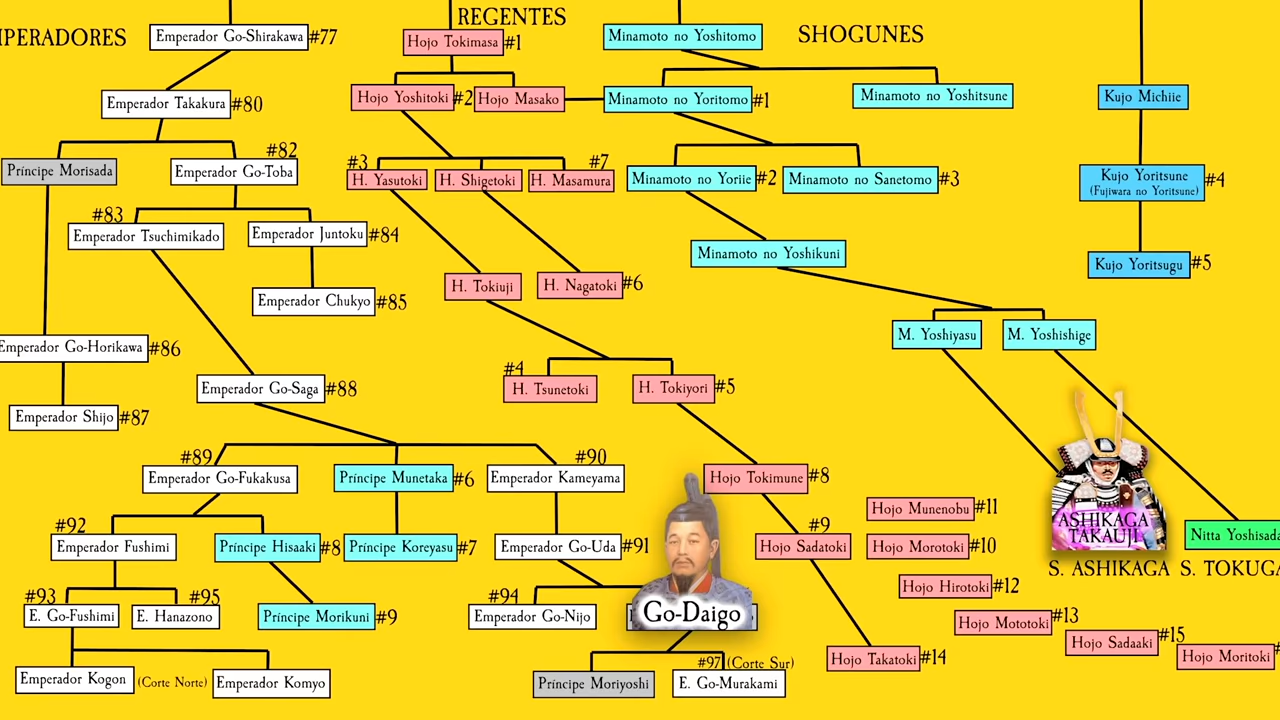 REGENTES
EMPERADORES
SHOGUNES
Emperador Go-Shirakawa #77
Hojo Tokimasa #1
Minamoto no Yoshitomo
Emperador Takakura #80
Hojo Yoshitoki #2
Hojo Masako
Minamoto no Yoritomo #1
Minamoto no Yoshitsune
Kujo Michiie
Príncipe Morisada
#82
Emperador Go-Toba
#3
H. Yasutoki
H. Shigetoki
#7
H. Masamura
Minamoto no Yoriie #2
Minamoto no Sanetomo #3
Kujo Yoritsune #4
(Fujiwara no Yoritsune)
#83
Emperador Tsuchimikado
Emperador Juntoku #84
Minamoto no Yoshikuni
Kujo Yoritsugu #5
Emperador Chukyo #85
H. Tokiuji
H. Nagatoki #6
Emperador Go-Horikawa #86
M. Yoshiyasu
M. Yoshishige
Emperador Shijo #87
Emperador Go-Saga #88
#4
H. Tsunetoki
H. Tokiyori #5
#89
Emperador Go-Fukakusa
Príncipe Munetaka #6
#90
Emperador Kameyama
Hojo Tokimune #8
Hojo Munenobu #11
#92
Emperador Fushimi
Príncipe Hisaaki #8
Príncipe Koreyasu #7
Emperador Go-Uda #91
#9
Hojo Sadatoki
Hojo Morotoki #10
ASHIKAGA
TAKAUJI
Nitta Yoshisada
S. ASHIKAGA
S. TOKUGA
Hojo Hirotoki #12
#93
E. Go-Fushimi
#95
E. Hanazono
Príncipe Morikuni #9
#94
Emperador Go-Nijo
Go-Daigo
Hojo Mototoki #13
Hojo Sadaaki #15
Hojo Takatoki #14
Hojo Moritoki #
Emperador Kogon
(Corte Norte)
Emperador Komyo
Príncipe Moriyoshi
#97 (Corte Sur)
E. Go-Murakami